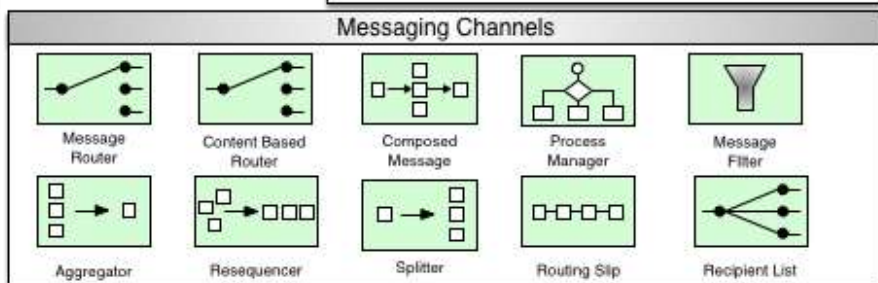 Messaging Channels
Message
Router
Content Based
Router
Composed
Message
Process
Manager
Message
Filter
Aggregator
Resequencer
Splitter
Routing Slip
Recipient List